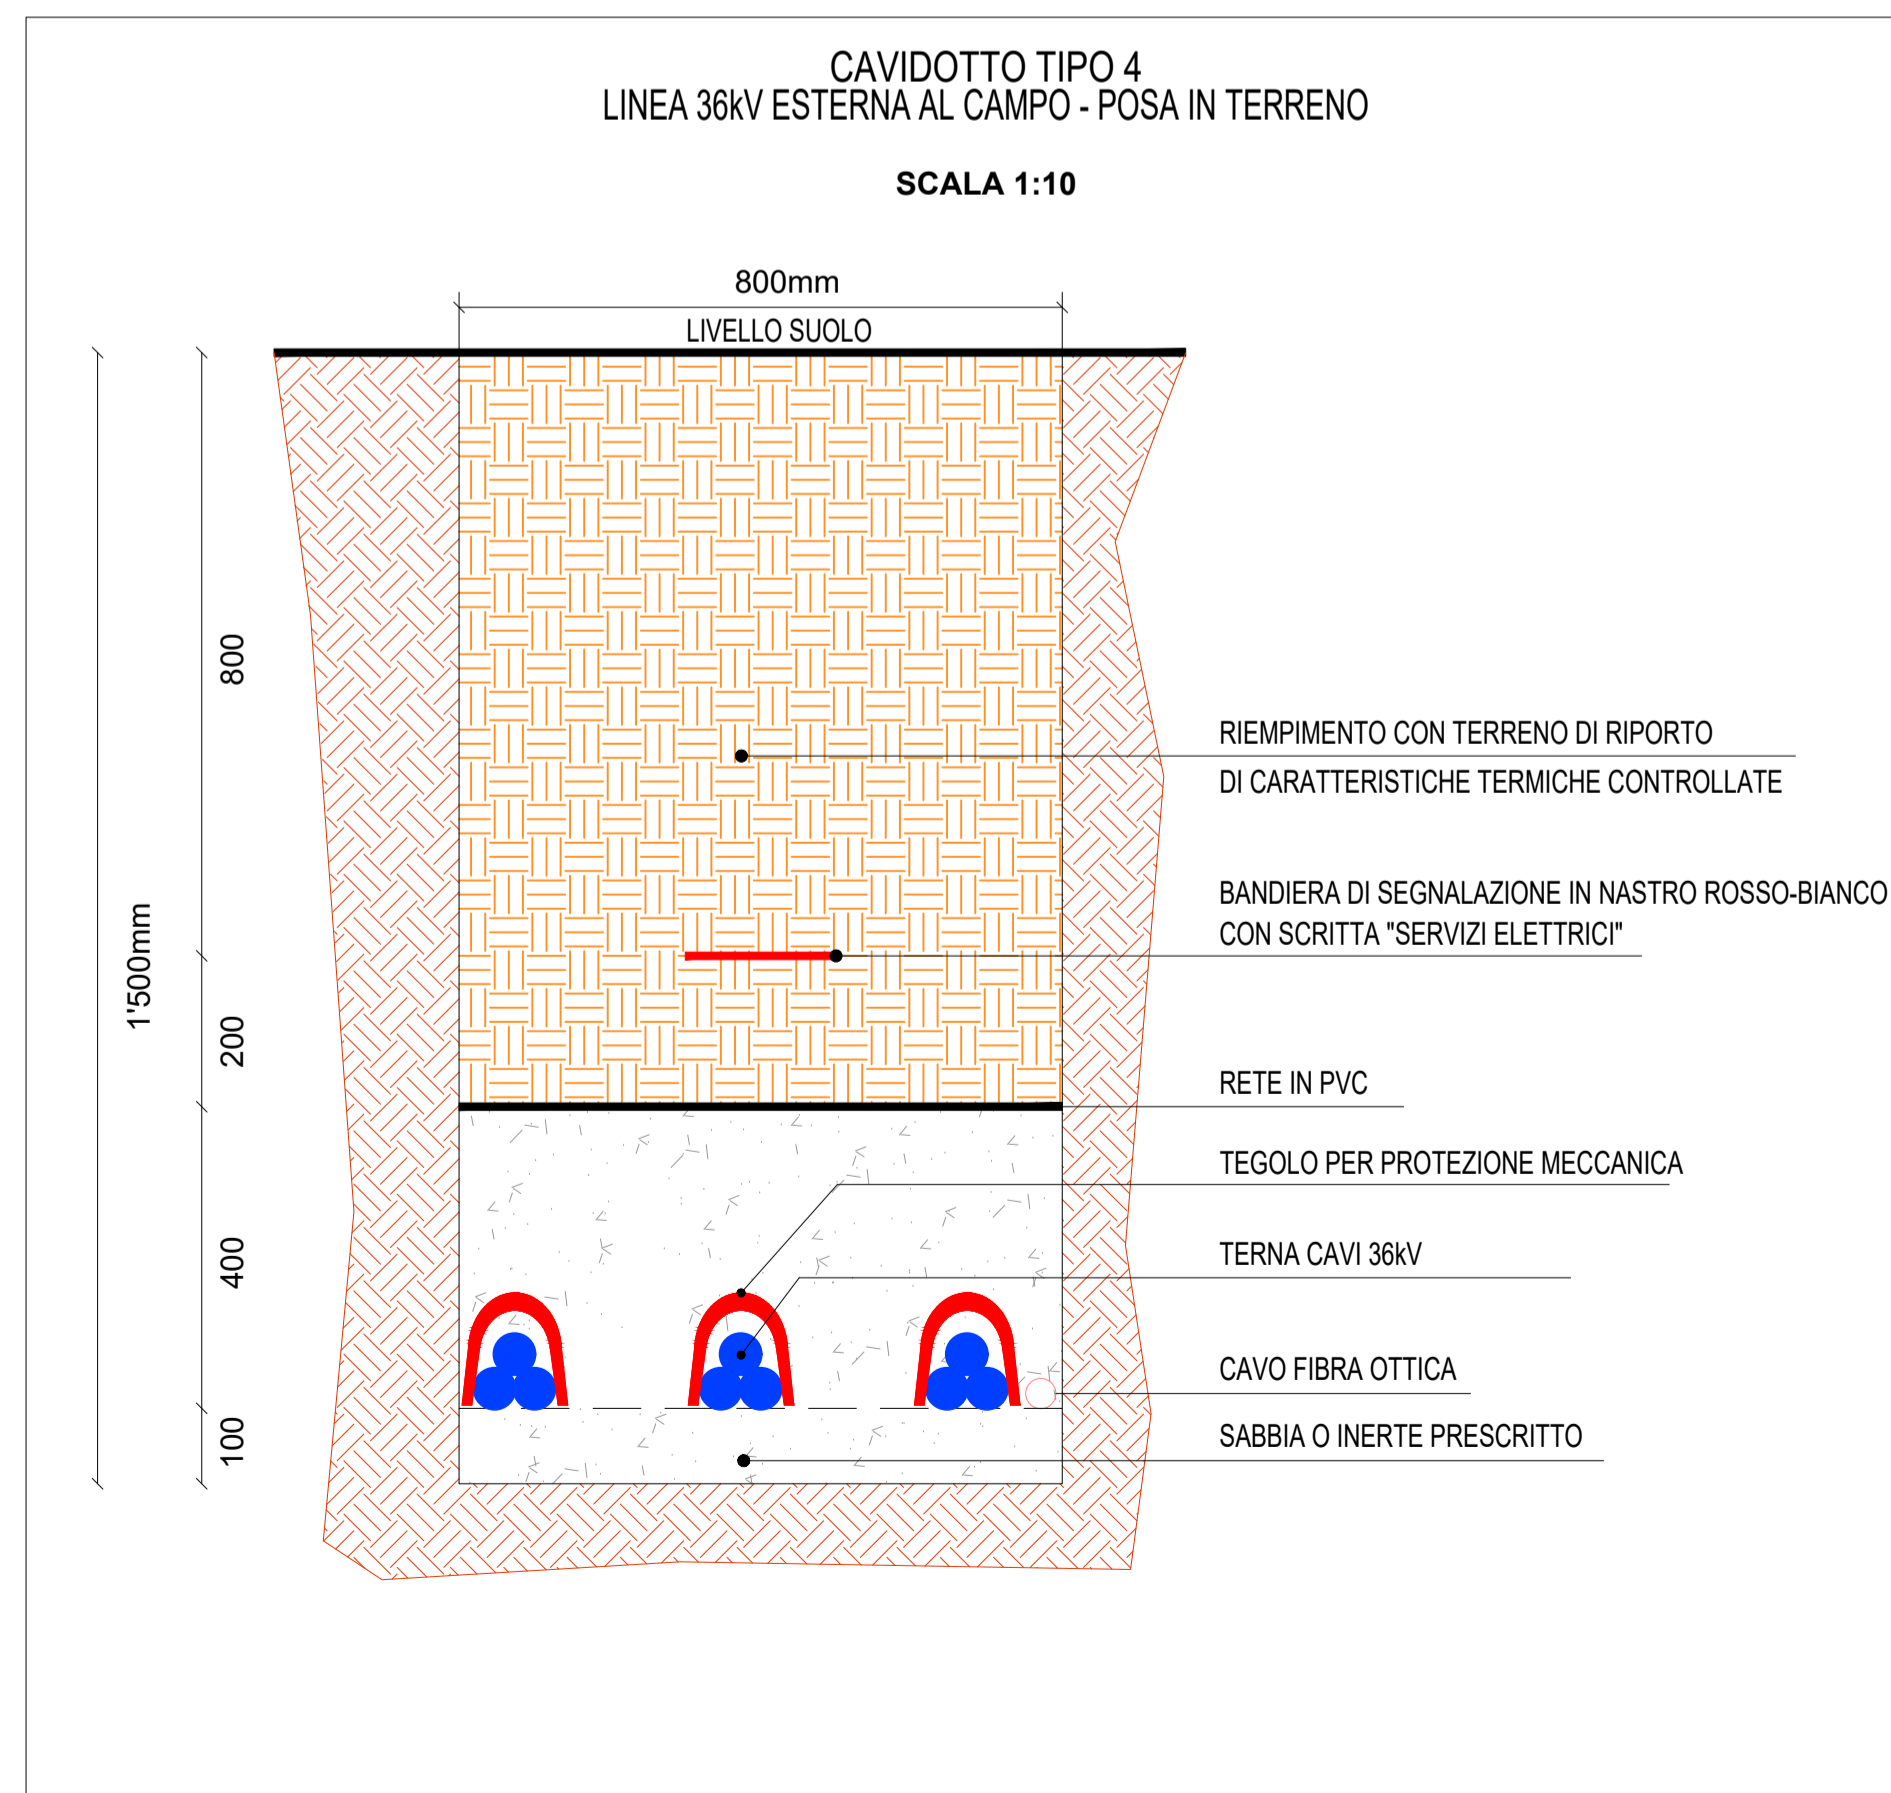 CAVIDOTTO TIPO 4
LINEA 36kV ESTERNA AL CAMPO - POSA IN TERRENO
SCALA 1:10
800mm
LIVELLO SUOLO
800
RIEMPIMENTO CON TERRENO DI RIPORTO
DI CARATTERISTICHE TERMICHE CONTROLLATE
BANDIERA DI SEGNALAZIONE IN NASTRO ROSSO-BIANCO
CON SCRITTA "SERVIZI ELETTRICI"
1'500mm
200
RETE IN PVC
TEGOLO PER PROTEZIONE MECCANICA
400
TERNA CAVI 36kV
CAVO FIBRA OTTICA
100
SABBIA O INERTE PRESCRITTO